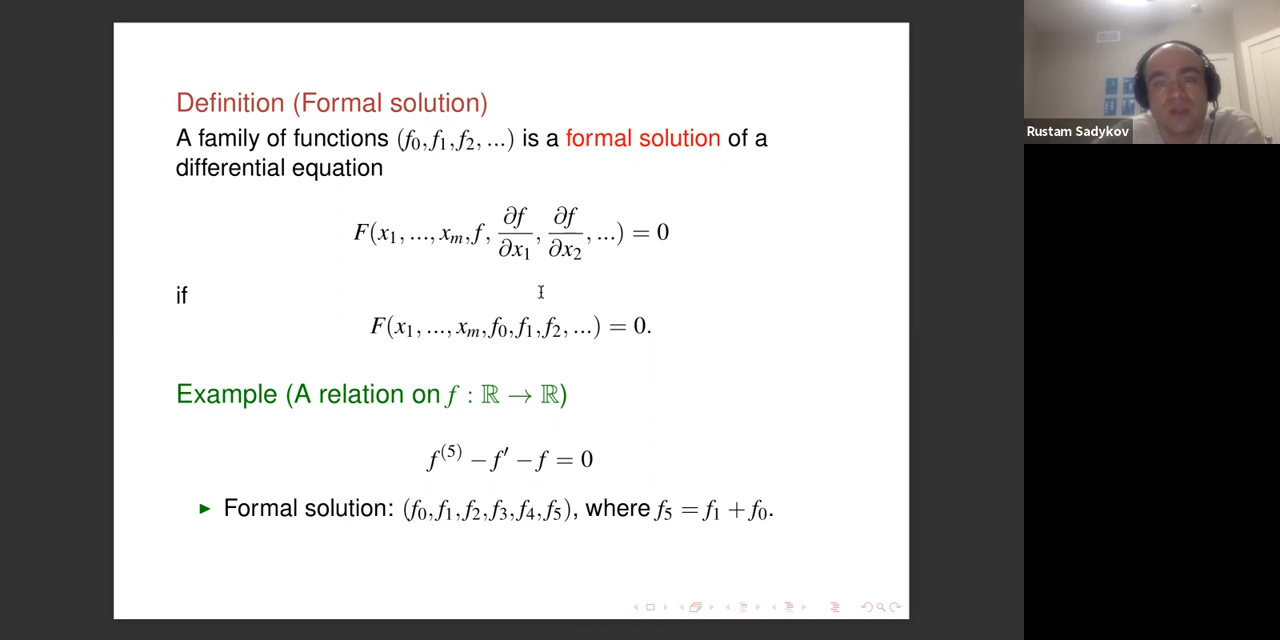 Definition (Formal solution)
A family of functions (f₀, f₁, f₂, ...) is a formal solution of a
differential equation
F(x₁, ..., xₘ, f, ∂f/∂x₁, ∂f/∂x₂, ...) = 0
if
F(x₁, ..., xₘ, f₀, f₁, f₂, ...) = 0.
Example (A relation on f : ℝ → ℝ)
f⁽⁵⁾ − f′ − f = 0
▶ Formal solution: (f₀, f₁, f₂, f₃, f₄, f₅), where f₅ = f₁ + f₀.
Rustam Sadykov